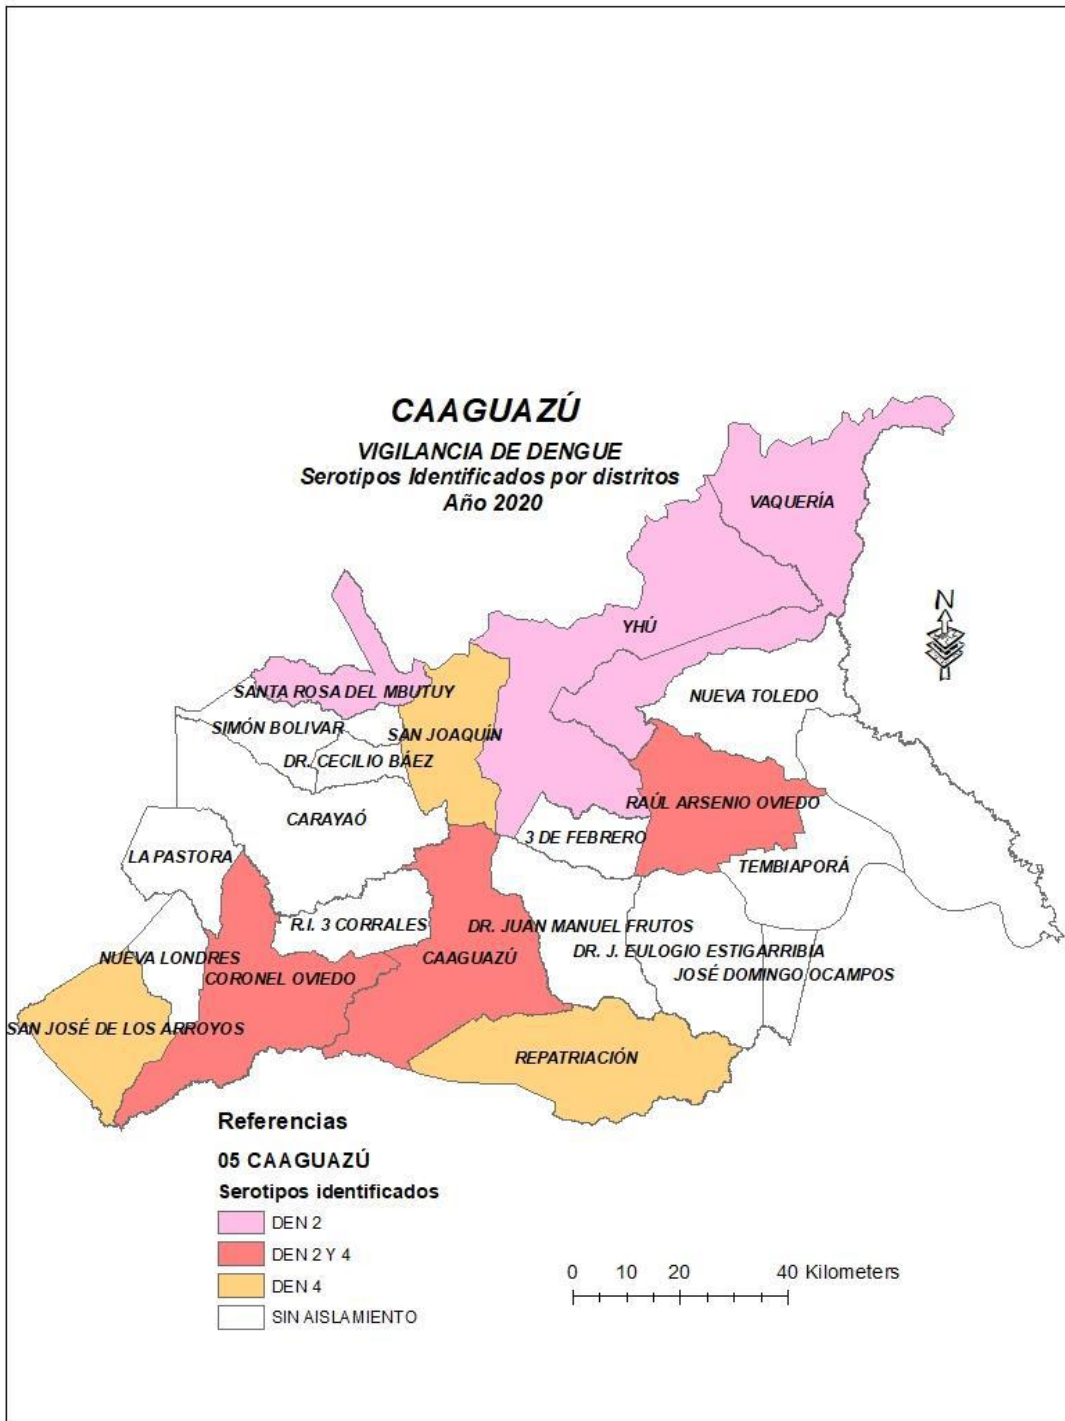 CAAGUAZÚ
VIGILANCIA DE DENGUE
Serotipos Identificados por distritos
Año 2020
VAQUERÍA
N
YHÚ
SANTA ROSA DEL MBUTUY
NUEVA TOLEDO
SIMÓN BOLIVAR
SAN JOAQUÍN
DR. CECILIO BÁEZ
RAÚL ARSENIO OVIEDO
CARAYAÓ
3 DE FEBRERO
LA PASTORA
TEMBIAPORÁ
R.I. 3 CORRALES
DR. JUAN MANUEL FRUTOS
NUEVA LONDRES
CAAGUAZÚ
DR. J. EULOGIO ESTIGARRIBIA
CORONEL OVIEDO
JOSÉ DOMINGO OCAMPOS
SAN JOSÉ DE LOS ARROYOS
REPATRIACIÓN
Referencias
05 CAAGUAZÚ
Serotipos identificados
DEN 2
DEN 2 Y 4
DEN 4
SIN AISLAMIENTO
0 10 20 40 Kilometers